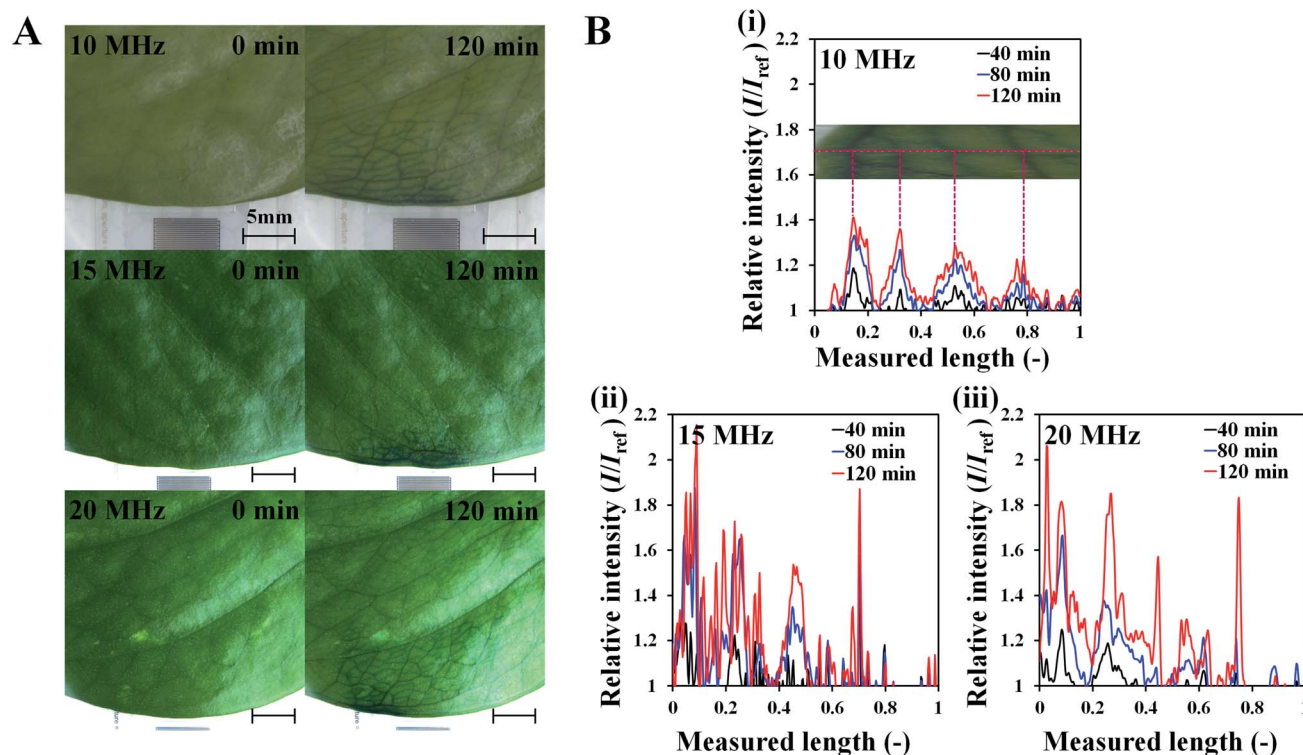 A
10 MHz 0 min
120 min
5mm
15 MHz 0 min
120 min
20 MHz 0 min
120 min
B
(i)
Relative intensity (I/Iref)
2.2
2
1.8
1.6
1.4
1.2
1
10 MHz
40 min
80 min
120 min
0 0.2 0.4 0.6 0.8 1
Measured length (-)
(ii)
Relative intensity (I/Iref)
2.2
2
1.8
1.6
1.4
1.2
1
15 MHz
40 min
80 min
120 min
0 0.2 0.4 0.6 0.8 1
Measured length (-)
(iii)
Relative intensity (I/Iref)
2.2
2
1.8
1.6
1.4
1.2
1
20 MHz
40 min
80 min
120 min
0 0.2 0.4 0.6 0.8 1
Measured length (-)